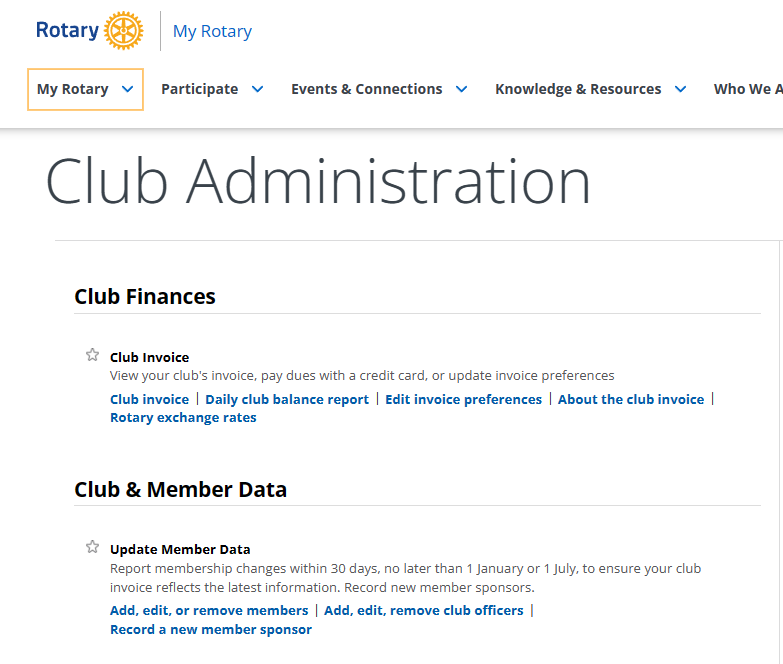 Rotary
My Rotary
My Rotary Participate Events & Connections Knowledge & Resources Who We A
Club Administration
Club Finances
Club Invoice
View your club's invoice, pay dues with a credit card, or update invoice preferences
Club invoice | Daily club balance report | Edit invoice preferences | About the club invoice |
Rotary exchange rates
Club & Member Data
Update Member Data
Report membership changes within 30 days, no later than 1 January or 1 July, to ensure your club
invoice reflects the latest information. Record new member sponsors.
Add, edit, or remove members | Add, edit, remove club officers |
Record a new member sponsor